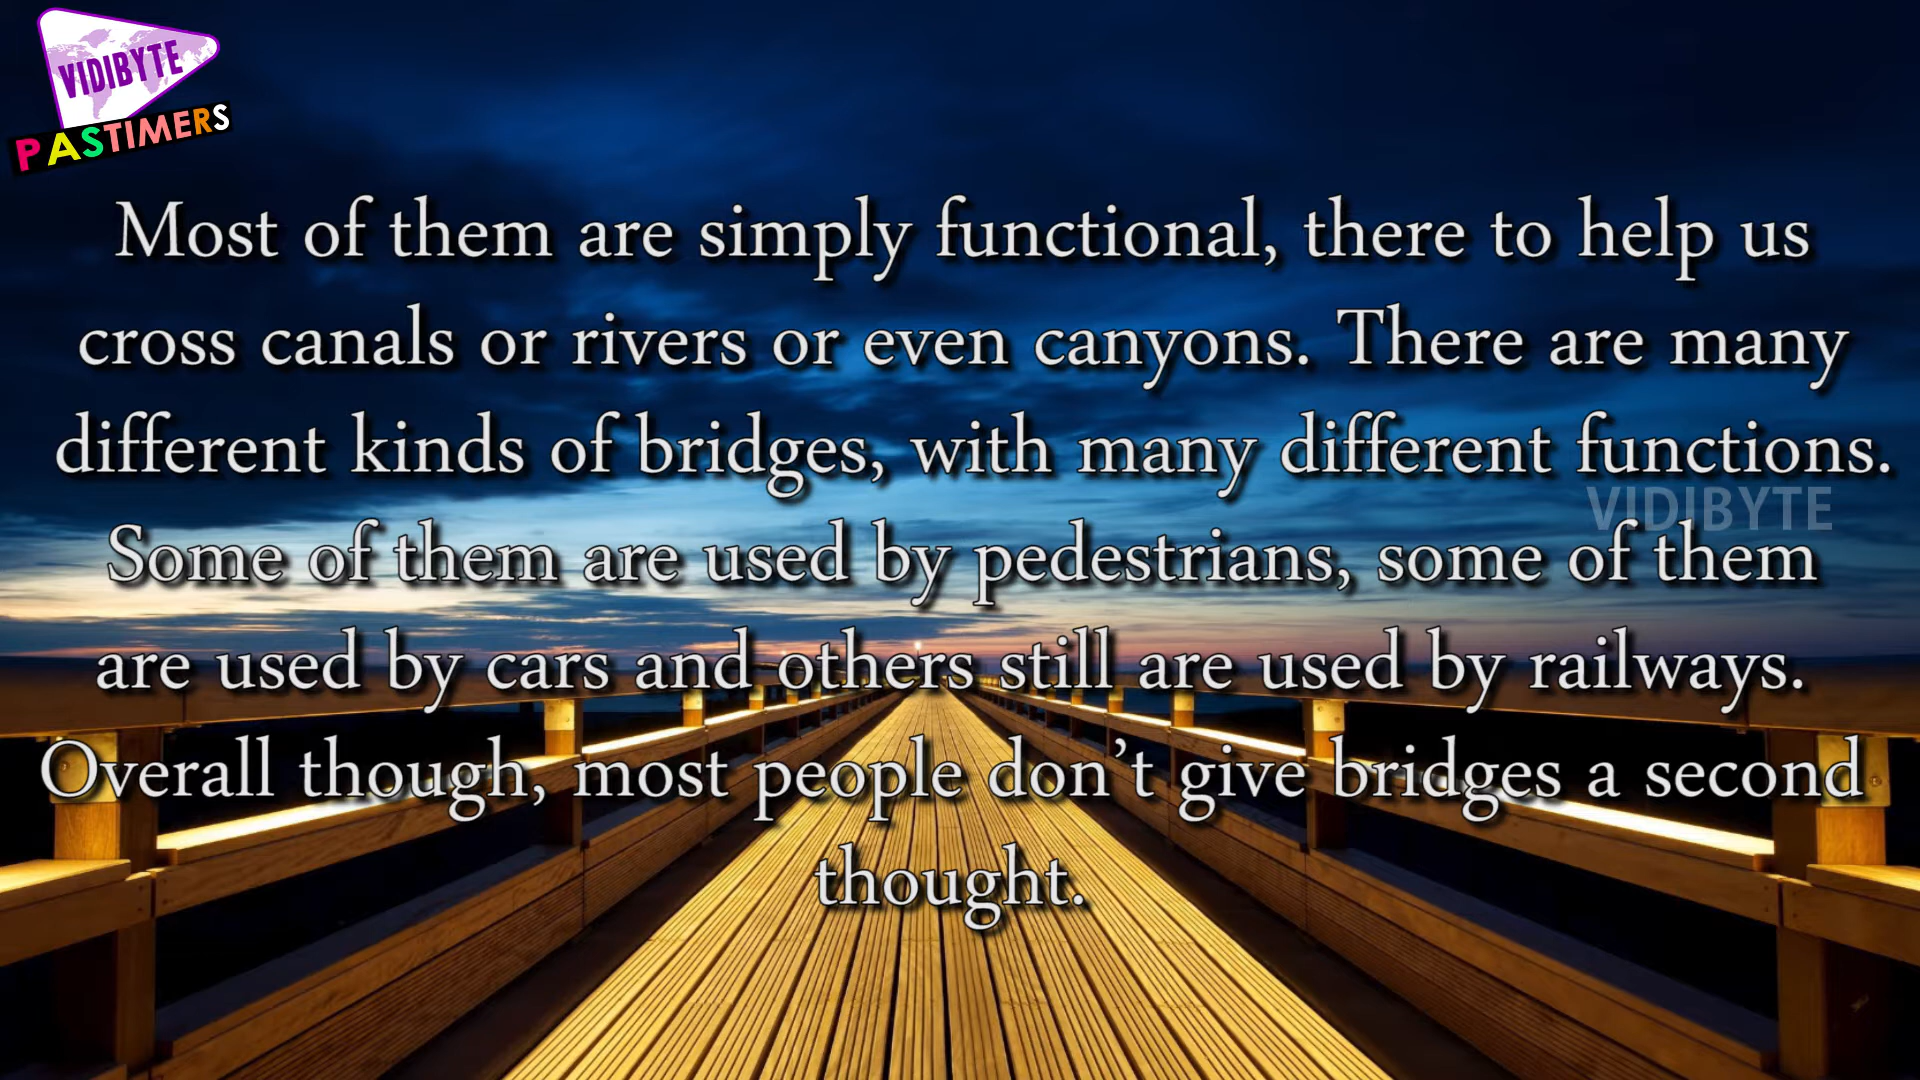 VIDIBYTE
PASTIMERS
Most of them are simply functional, there to help us
cross canals or rivers or even canyons. There are many
different kinds of bridges, with many different functions.
VIDIBYTE
Some of them are used by pedestrians, some of them
are used by cars and others still are used by railways.
Overall though, most people don't give bridges a second
thought.